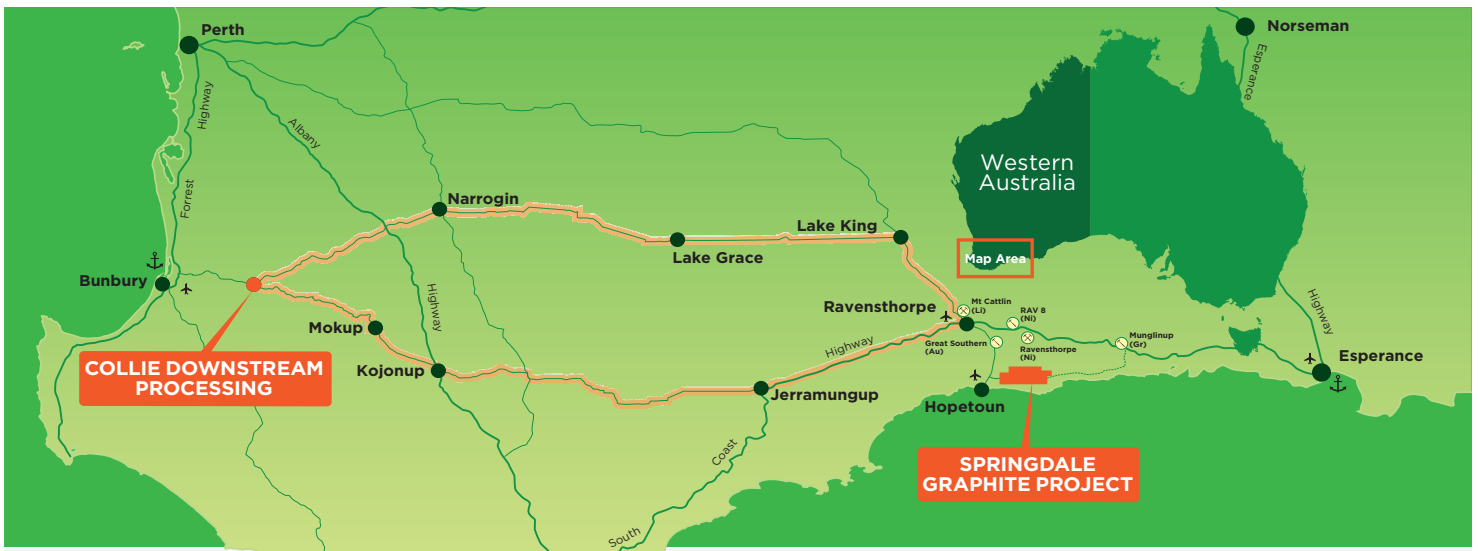 Perth
Norseman
Esperance
Highway
Albany
Western
Australia
Forrest
Narrogin
Lake King
Lake Grace
Map Area
Bunbury
Highway
Highway
Ravensthorpe
Mt Cattlin
(Li)
RAV 8
(Ni)
Mokup
Great Southern
(Au)
Ravensthorpe
(Ni)
Munglinup
(Gr)
Highway
Esperance
COLLIE DOWNSTREAM
PROCESSING
Kojonup
Jerramungup
Hopetoun
Coast
South
SPRINGDALE
GRAPHITE PROJECT